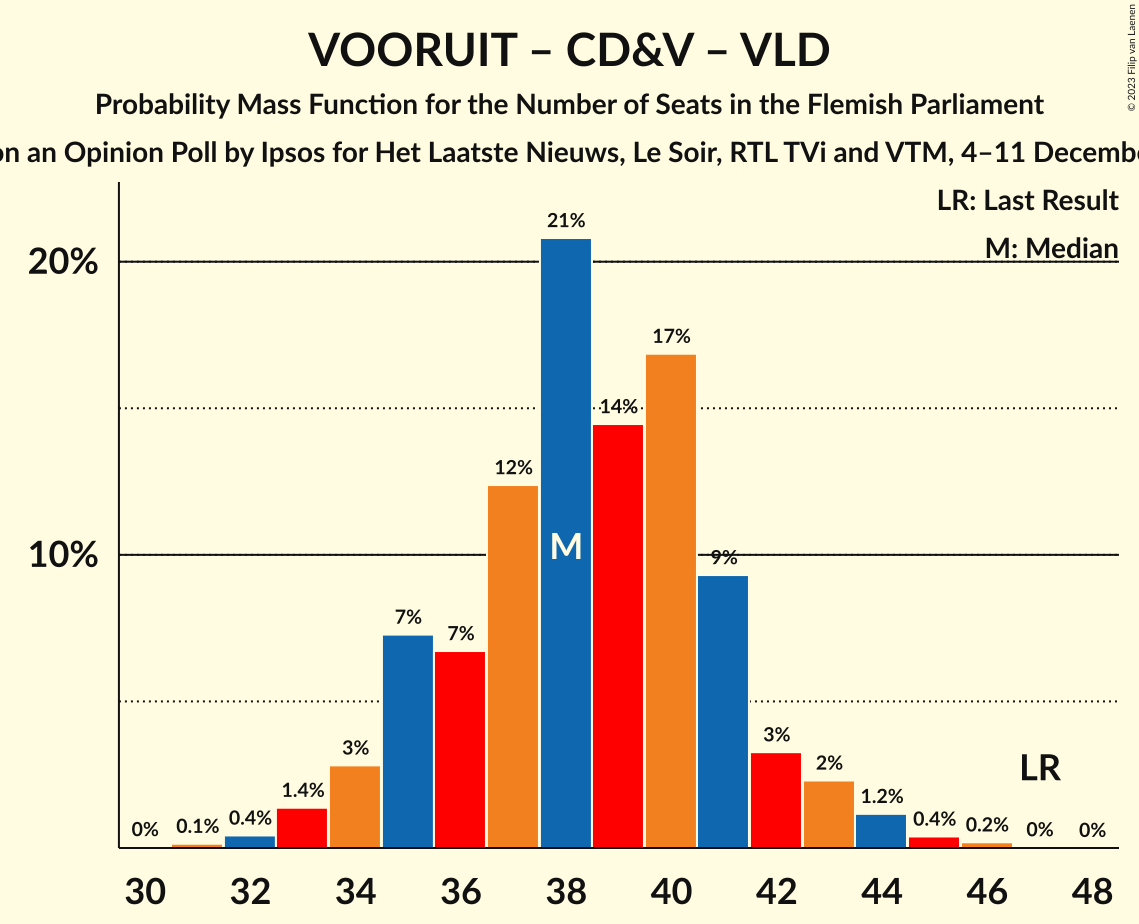 VOORUIT – CD&V – VLD
Probability Mass Function for the Number of Seats in the Flemish Parliament
on an Opinion Poll by Ipsos for Het Laatste Nieuws, Le Soir, RTL TVi and VTM, 4–11 Decembe
© 2023 Filip van Laenen
LR: Last Result
M: Median
20%
10%
0%
0.1%
0.4%
1.4%
3%
7%
7%
12%
21%
14%
17%
9%
3%
2%
1.2%
0.4%
0.2%
0%
0%
M
LR
30 32 34 36 38 40 42 44 46 48